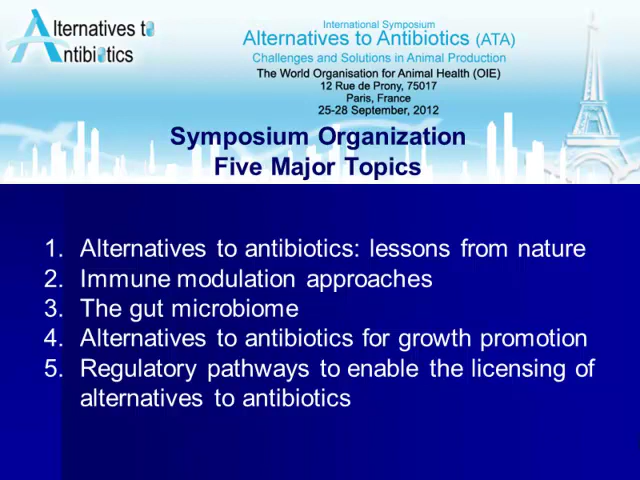 Alternatives to
Antibiotics
International Symposium
Alternatives to Antibiotics (ATA)
Challenges and Solutions in Animal Production
The World Organisation for Animal Health (OIE)
12 Rue de Prony, 75017
Paris, France
25-28 September, 2012
Symposium Organization
Five Major Topics
1. Alternatives to antibiotics: lessons from nature
2. Immune modulation approaches
3. The gut microbiome
4. Alternatives to antibiotics for growth promotion
5. Regulatory pathways to enable the licensing of
alternatives to antibiotics